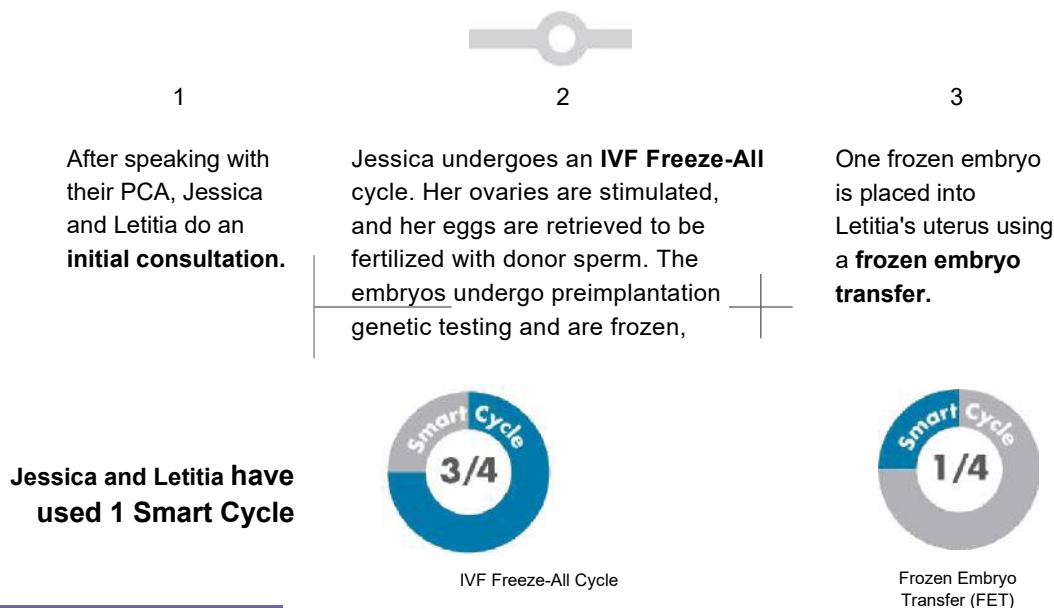 1
After speaking with
their PCA, Jessica
and Letitia do an
initial consultation.
2
Jessica undergoes an IVF Freeze-All
cycle. Her ovaries are stimulated,
and her eggs are retrieved to be
fertilized with donor sperm. The
embryos undergo preimplantation
genetic testing and are frozen,
3
One frozen embryo
is placed into
Letitia's uterus using
a frozen embryo
transfer.
Jessica and Letitia have
used 1 Smart Cycle
Smart Cycle
3/4
IVF Freeze-All Cycle
Smart Cycle
1/4
Frozen Embryo
Transfer (FET)